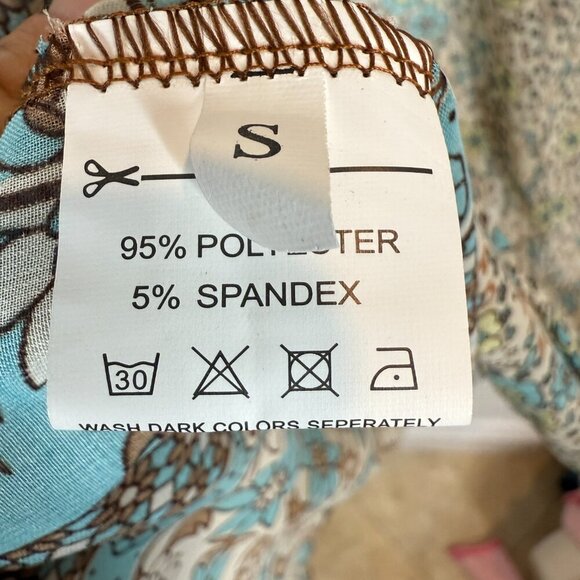 S
95% POLYESTER
5% SPANDEX
30
WASH DARK COLORS SEPERATELY